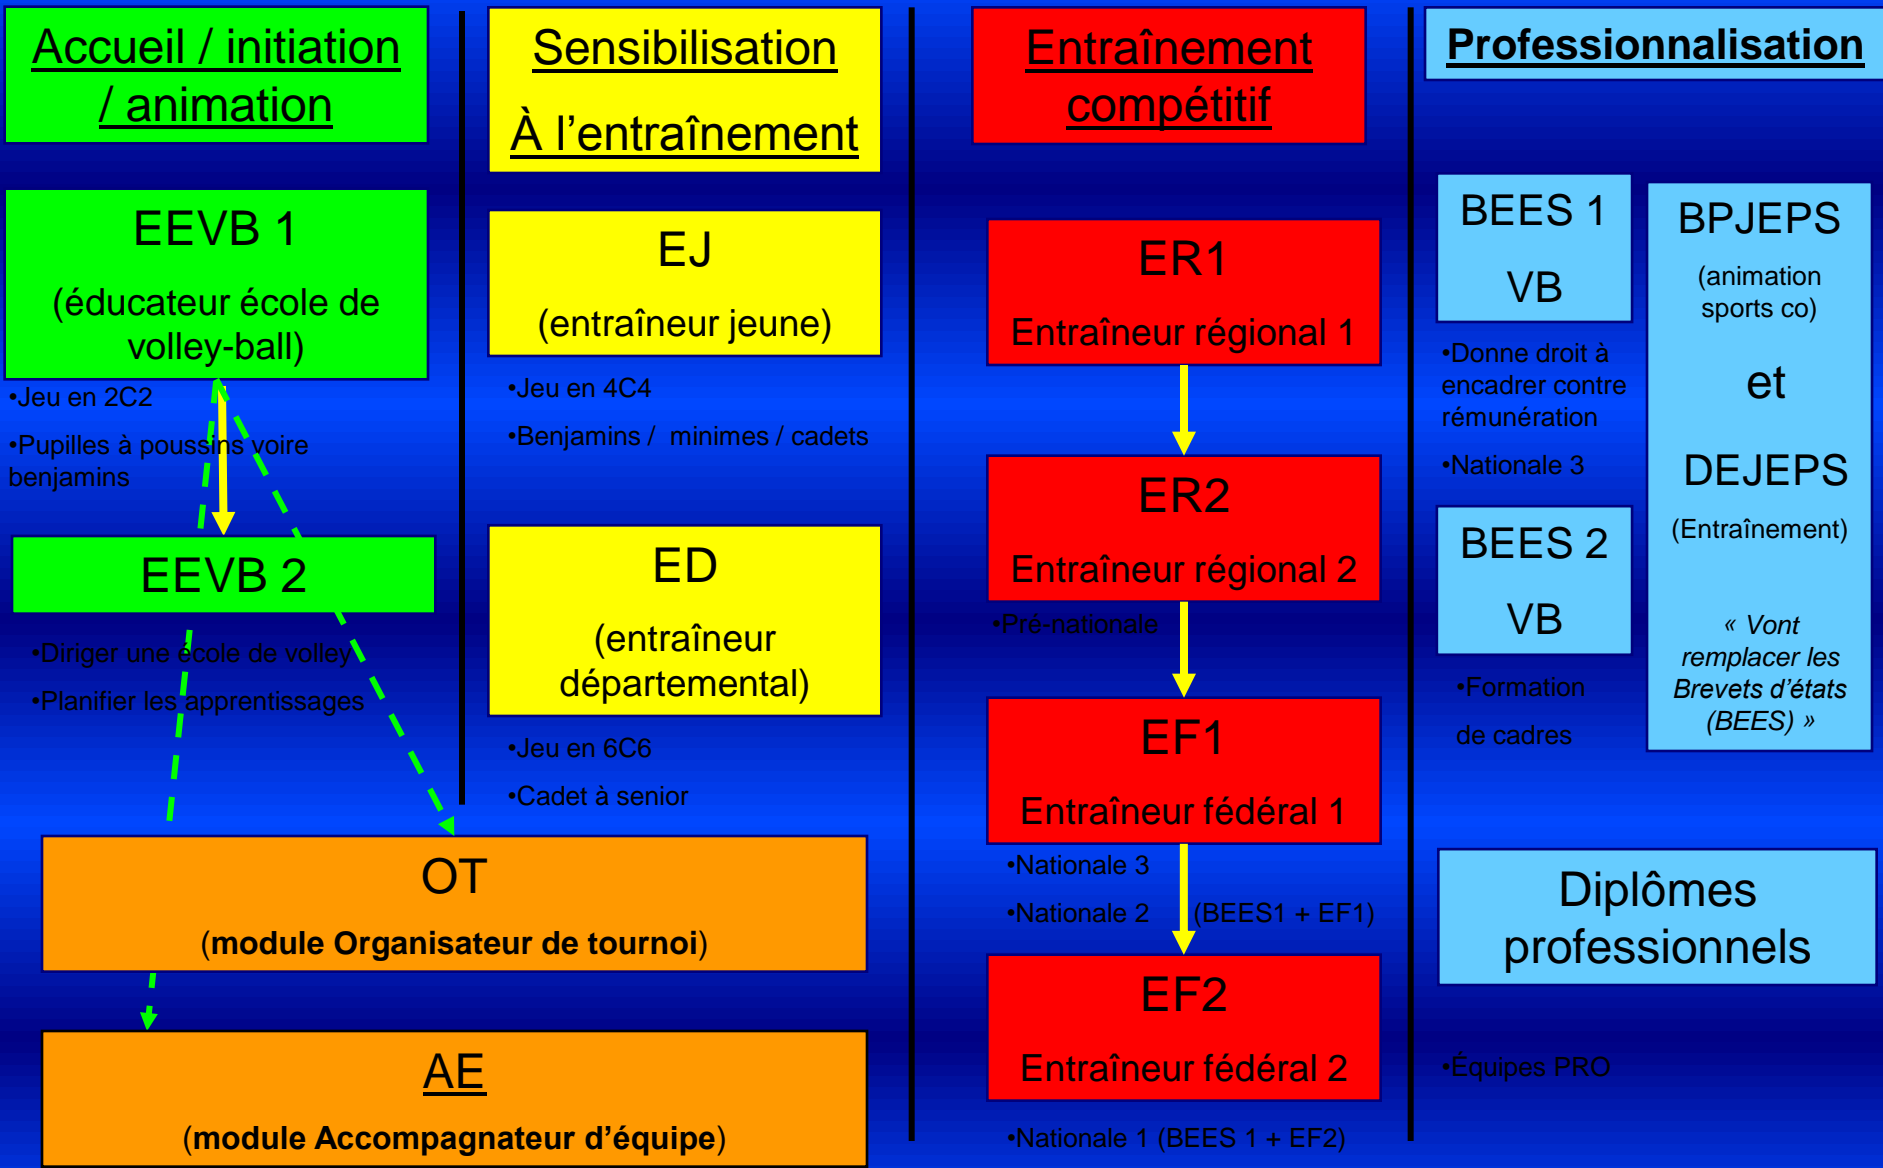 Accueil / initiation
/ animation
EEVB 1
(éducateur école de
volley-ball)
•Jeu en 2C2
•Pupilles à poussins voire
benjamins
EEVB 2
•Diriger une école de volley
•Planifier les apprentissages
Sensibilisation
À l’entraînement
EJ
(entraîneur jeune)
•Jeu en 4C4
•Benjamins / minimes / cadets
ED
(entraîneur
départemental)
•Jeu en 6C6
•Cadet à senior
OT
(module Organisateur de tournoi)
AE
(module Accompagnateur d’équipe)
Entraînement
compétitif
ER1
Entraîneur régional 1
ER2
Entraîneur régional 2
•Pré-nationale
EF1
Entraîneur fédéral 1
•Nationale 3
•Nationale 2 (BEES1 + EF1)
EF2
Entraîneur fédéral 2
•Nationale 1 (BEES 1 + EF2)
Professionnalisation
BEES 1
VB
•Donne droit à
encadrer contre
rémunération
•Nationale 3
BEES 2
VB
•Formation
de cadres
BPJEPS
(animation
sports co)
et
DEJEPS
(Entraînement)
« Vont
remplacer les
Brevets d’états
(BEES) »
Diplômes
professionnels
•Équipes PRO